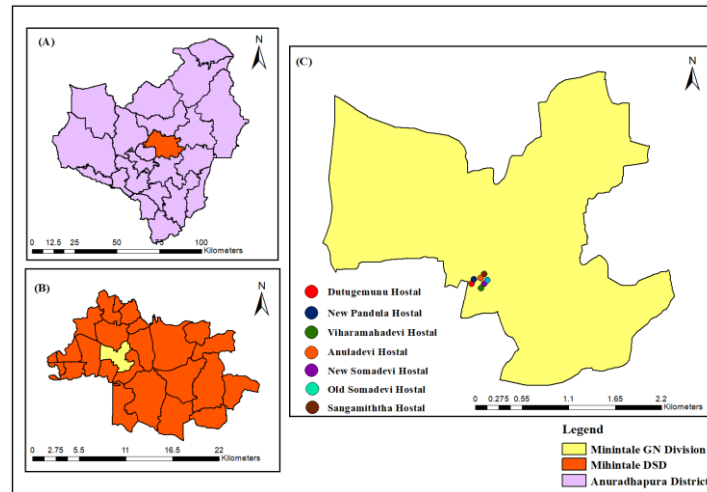 (A)
N
0 12.5 25 50 75 100
Kilometers
(B)
N
0 2.75 5.5 11 16.5 22
Kilometers
(C)
N
Dutugemunu Hostal
New Pandula Hostal
Viharamahadevi Hostal
Anuladevi Hostal
New Somadevi Hostal
Old Somadevi Hostal
Sangamiththa Hostal
0 0.275 0.55 1.1 1.65 2.2
Kilometers
Legend
Minintale GN Division
Mihintale DSD
Anuradhapura District